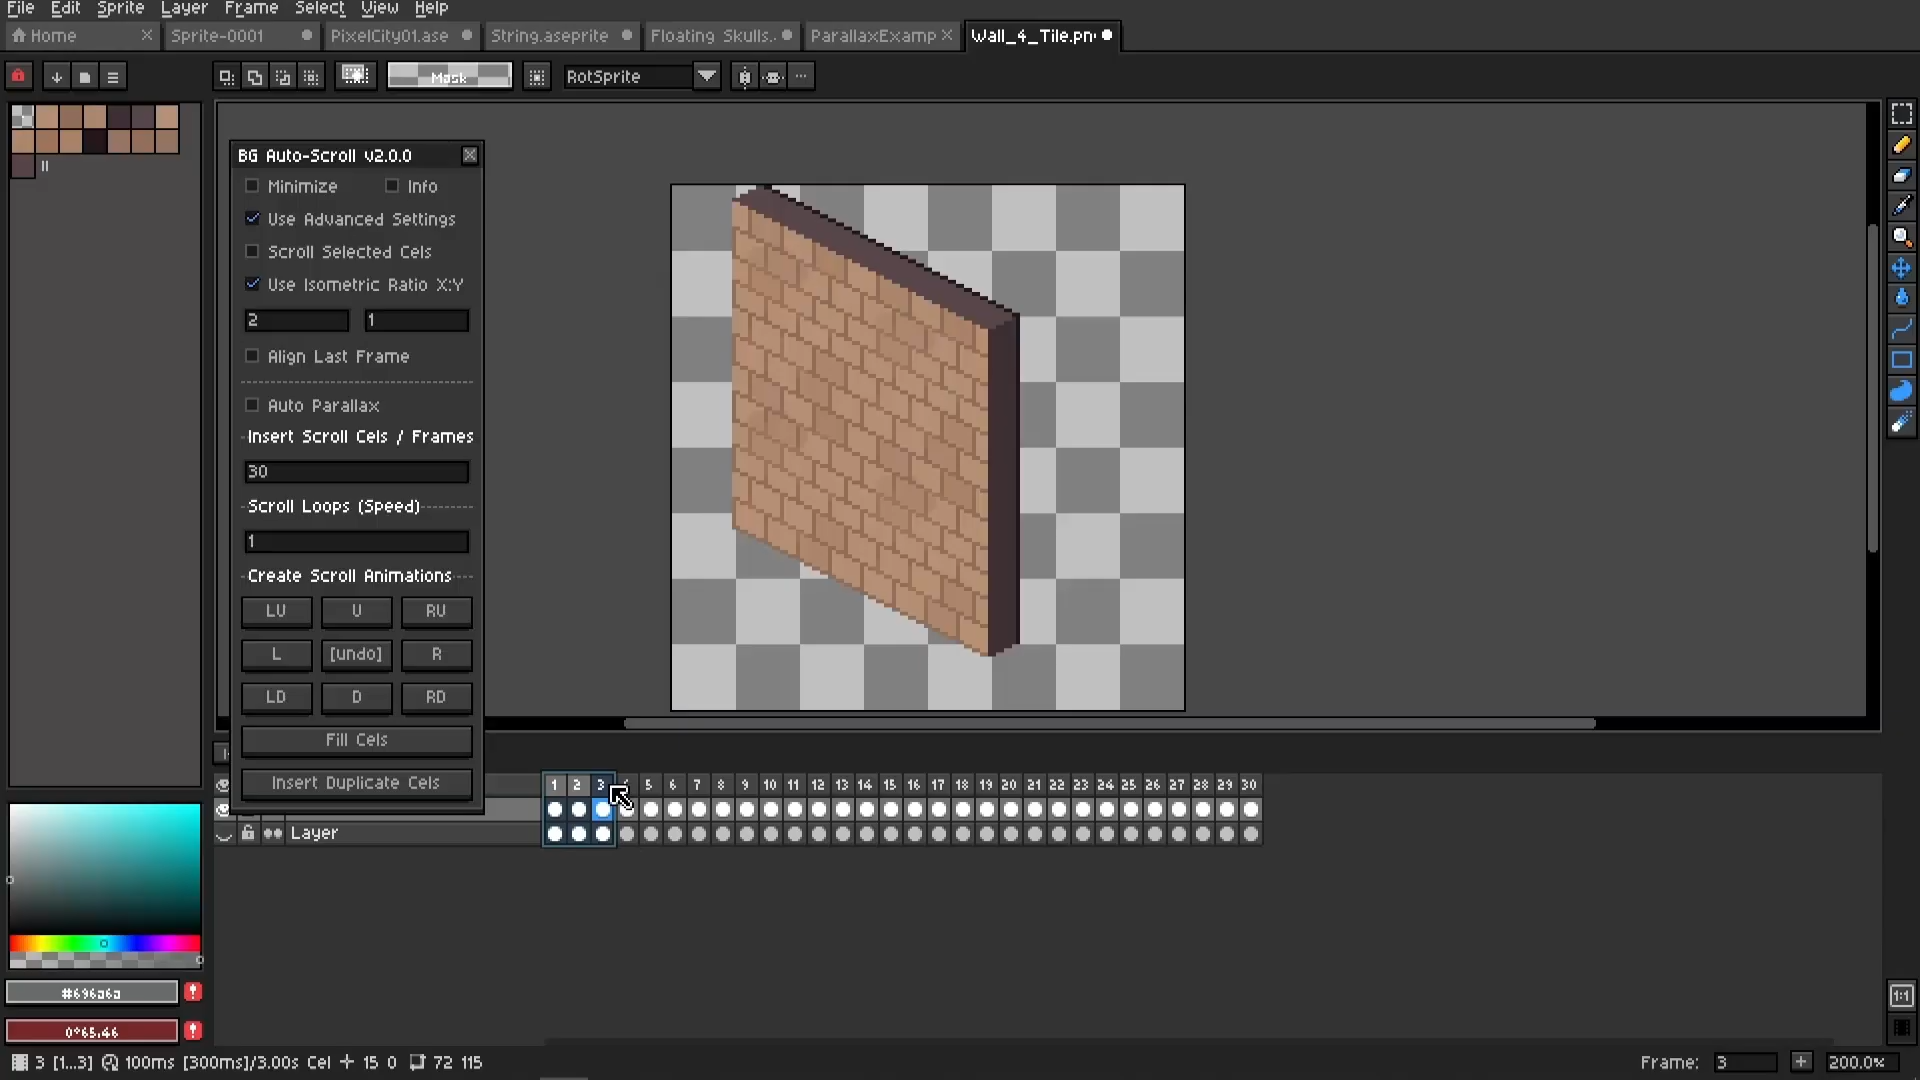 File Edit Sprite Layer Frame Select View Help
Home Sprite-0001 PixelCity01.ase String.aseprite Floating Skulls. ParallaxExamp Wall_4_Tile.pn
Mask RotSprite
BG Auto-Scroll v2.0.0
Minimize Info
Use Advanced Settings
Scroll Selected Cels
Use Isometric Ratio X:Y
2 1
Align Last Frame
Auto Parallax
Insert Scroll Cels / Frames
30
Scroll Loops (Speed)
1
Create Scroll Animations
LU U RU
L [undo] R
LD D RD
Fill Cels
Insert Duplicate Cels
1 2 3 5 6 7 8 9 10 11 12 13 14 15 16 17 18 19 20 21 22 23 24 25 26 27 28 29 30
Layer
#696a6a
0°65.46
3 [1...3] 100ms [300ms]/3.00s Cel 15 0 72 115
Frame: 3 200.0%
1:1